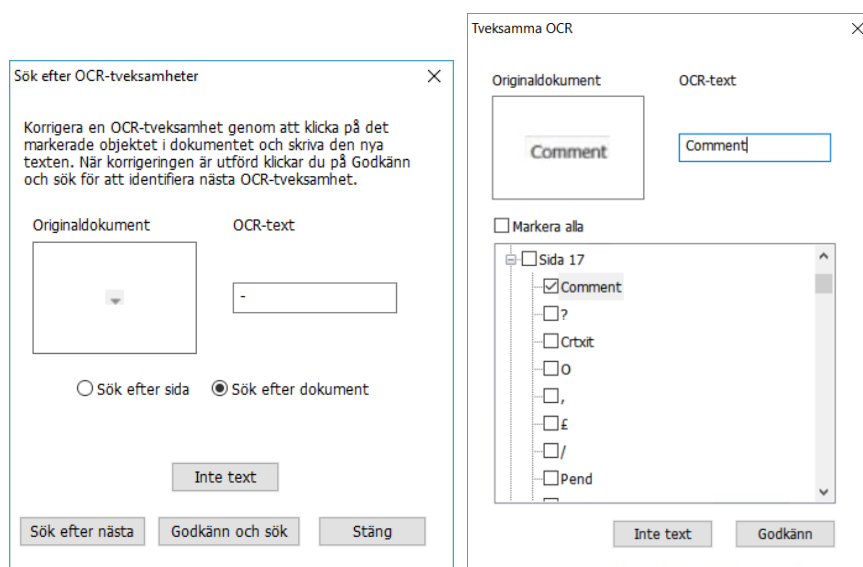 Sök efter OCR-tveksamheter
Korrigera en OCR-tveksamhet genom att klicka på det
markerade objektet i dokumentet och skriva den nya
texten. När korrigeringen är utförd klickar du på Godkänn
och sök för att identifiera nästa OCR-tveksamhet.
Originaldokument
OCR-text
-
Sök efter sida
Sök efter dokument
Inte text
Sök efter nästa
Godkänn och sök
Stäng
Tveksamma OCR
Originaldokument
OCR-text
Comment
Comment
Markera alla
Sida 17
Comment
?
Crtxit
O
,
£
/
Pend
Inte text
Godkänn